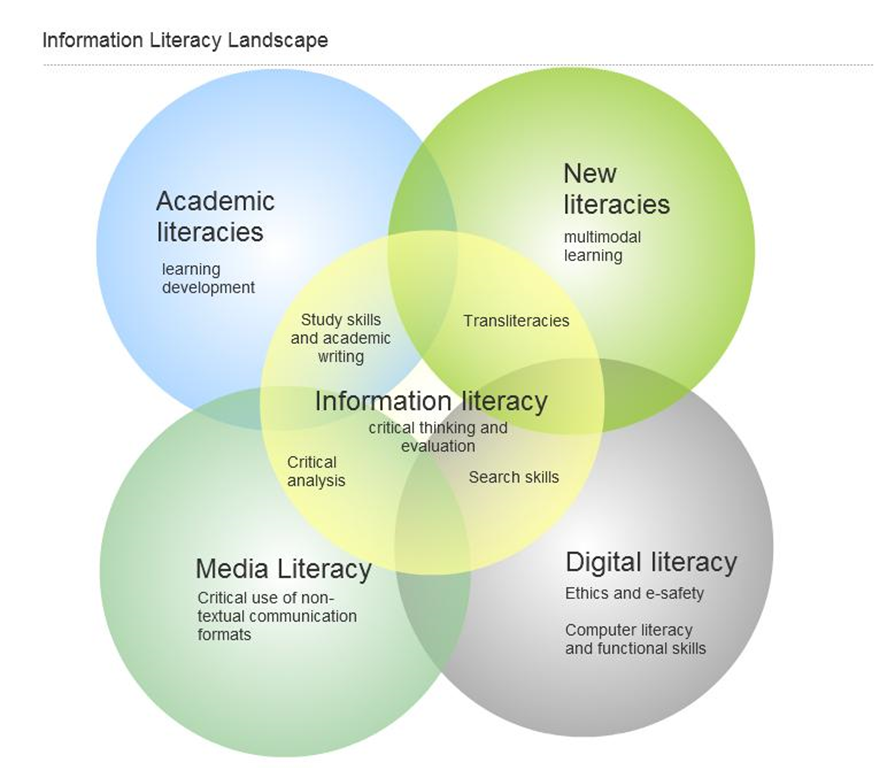 Information Literacy Landscape
Academic
literacies
learning
development
New
literacies
multimodal
learning
Study skills
and academic
writing
Transliteracies
Information literacy
critical thinking and
evaluation
Critical
analysis
Search skills
Media Literacy
Critical use of non-
textual communication
formats
Digital literacy
Ethics and e-safety
Computer literacy
and functional skills